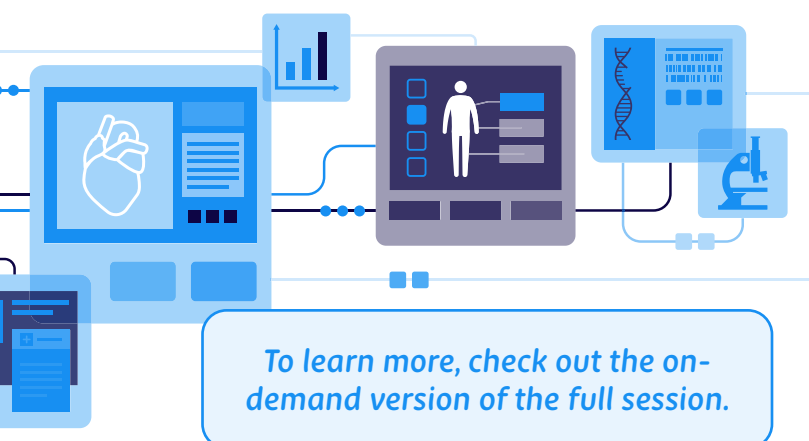 To learn more, check out the on-
demand version of the full session.